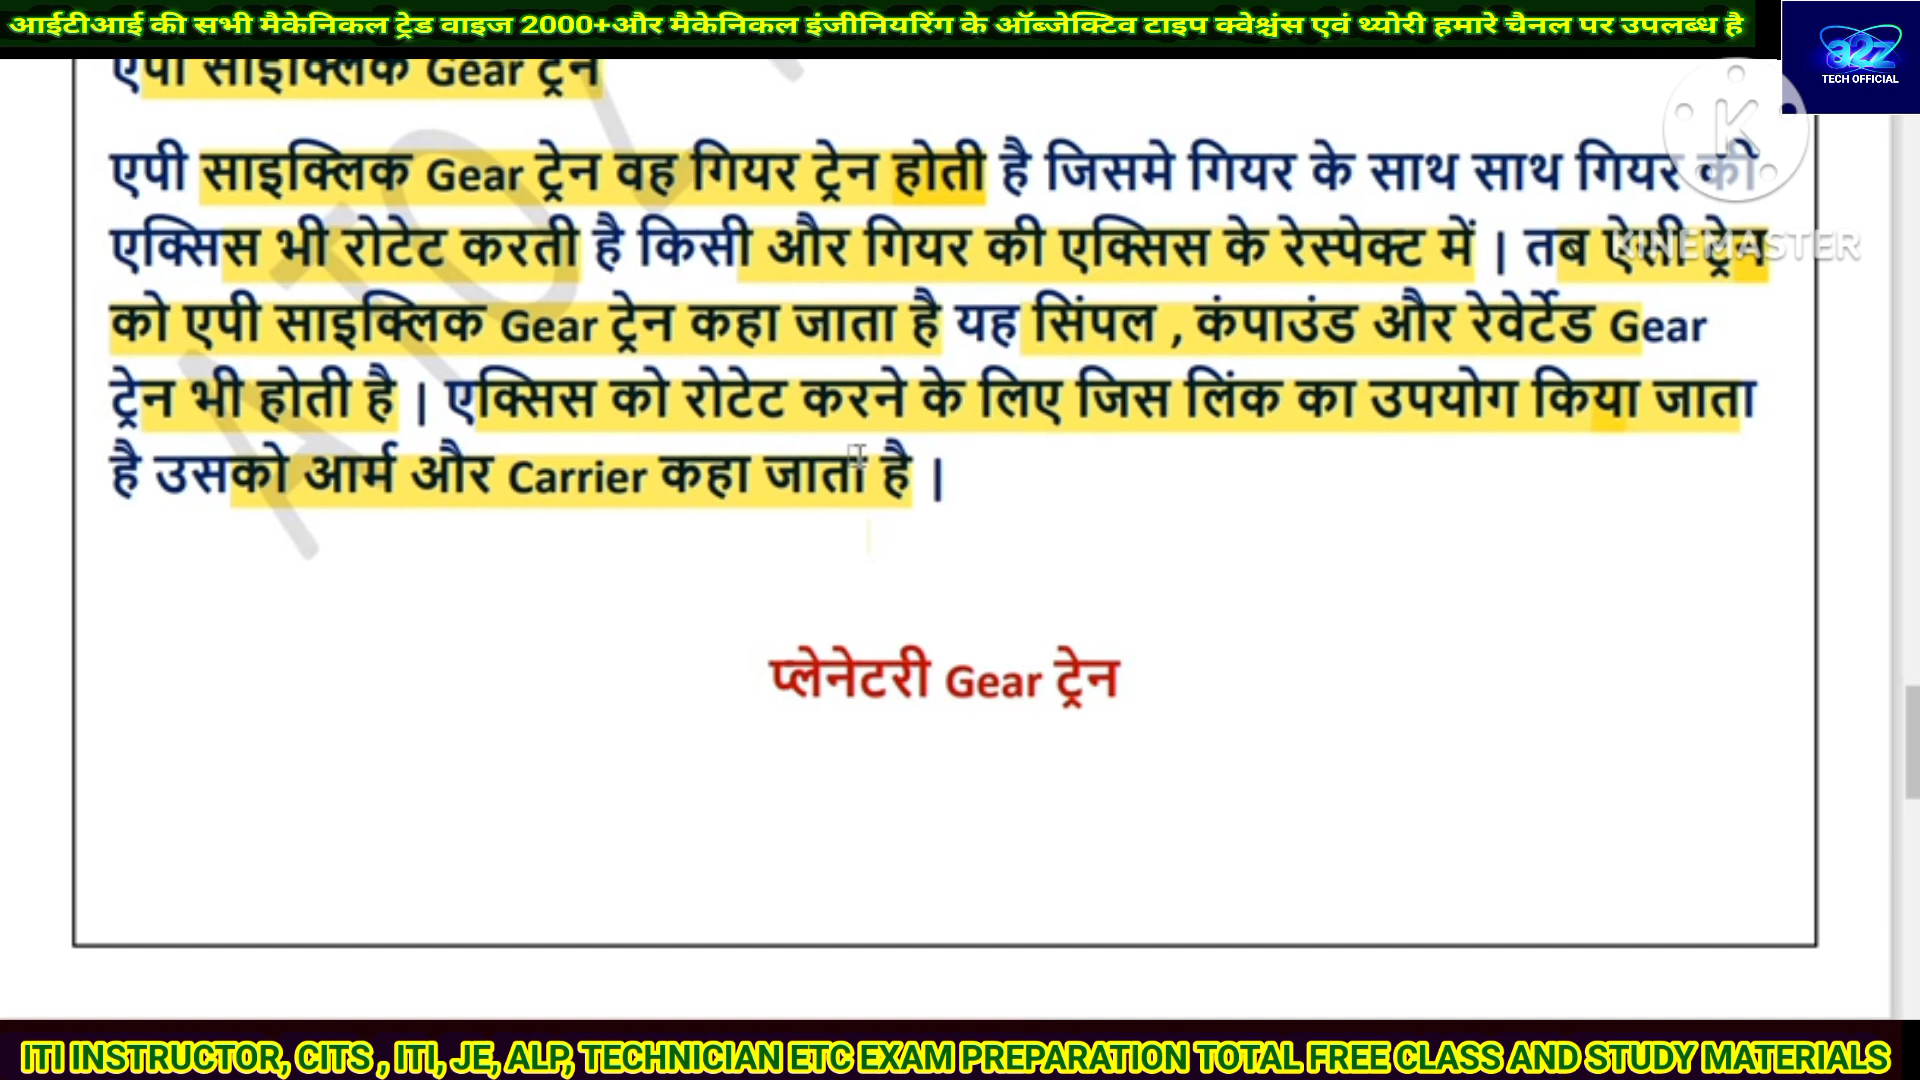 आईटीआई की सभी मैकेनिकल ट्रेड वाइज 2000+और मैकेनिकल इंजीनियरिंग के ऑब्जेक्टिव टाइप क्वेश्चंस एवं थ्योरी हमारे चैनल पर उपलब्ध है
a2z
TECH OFFICIAL
एपी साइक्लिक Gear ट्रेन
एपी साइक्लिक Gear ट्रेन वह गियर ट्रेन होती है जिसमे गियर के साथ साथ गियर की
एक्सिस भी रोटेट करती है किसी और गियर की एक्सिस के रेस्पेक्ट में | तब ऐसी ट्रेन
K
KINEMASTER
को एपी साइक्लिक Gear ट्रेन कहा जाता है यह सिंपल , कंपाउंड और रेवेर्टेड Gear
ट्रेन भी होती है | एक्सिस को रोटेट करने के लिए जिस लिंक का उपयोग किया जाता
है उसको आर्म और Carrier कहा जाता है |
प्लेनेटरी Gear ट्रेन
ITI INSTRUCTOR, CITS , ITI, JE, ALP, TECHNICIAN ETC EXAM PREPARATION TOTAL FREE CLASS AND STUDY MATERIALS